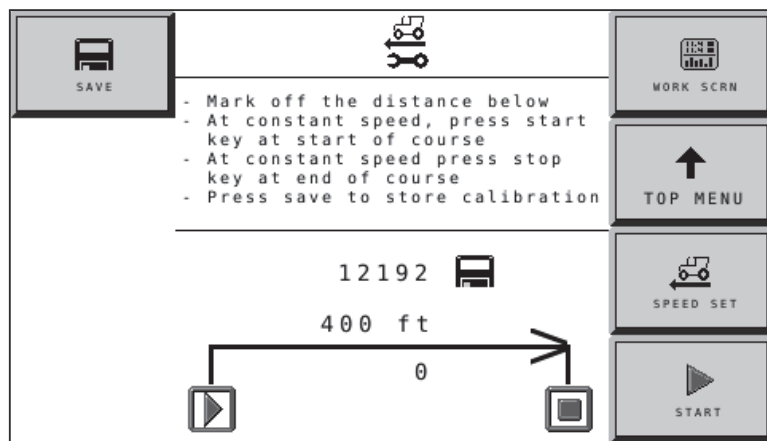 SAVE
- Mark off the distance below
- At constant speed, press start
key at start of course
- At constant speed press stop
key at end of course
- Press save to store calibration
12192
400 ft
0
WORK SCRN
TOP MENU
SPEED SET
START